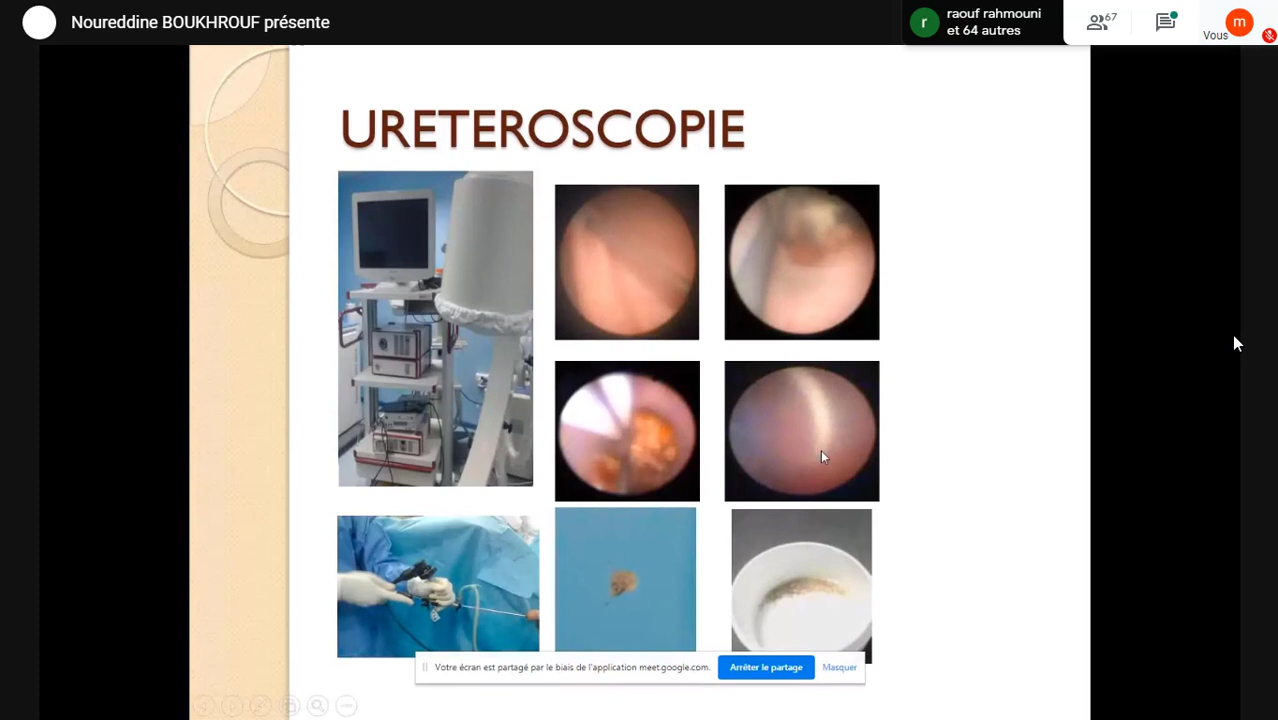 Noureddine BOUKHROUF présente
r
raouf rahmouni
et 64 autres
67
Vous
m
URETEROSCOPIE
Votre écran est partagé par le biais de l'application meet.google.com.
Arrêter le partage
Masquer